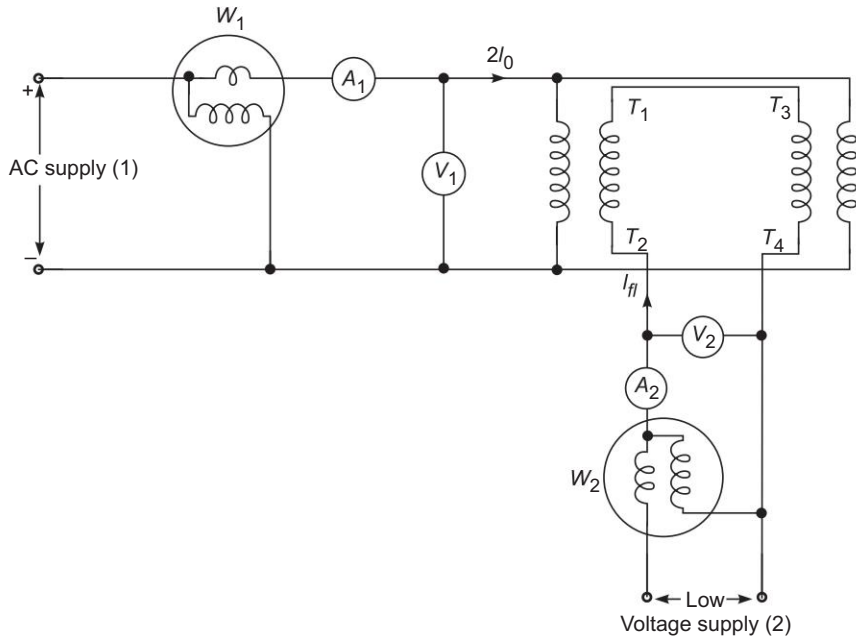 W1
A1
2I0
T1
T3
+
AC supply (1)
V1
−
T2
T4
Ifl
V2
A2
W2
Low
Voltage supply (2)